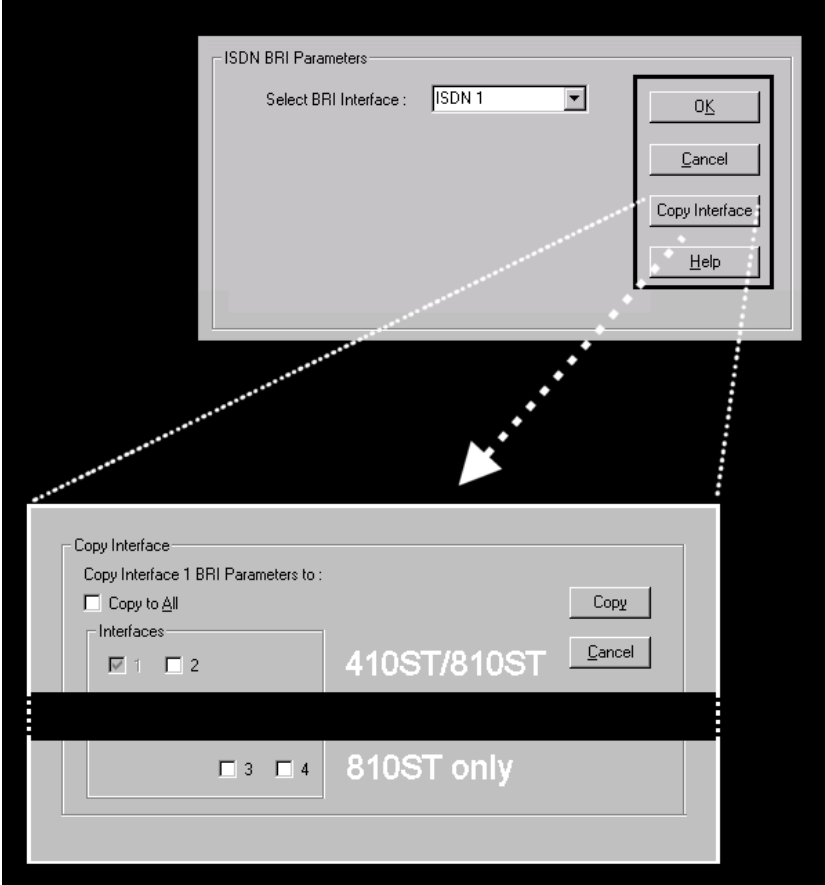 ISDN BRI Parameters
Select BRI Interface : ISDN 1
OK
Cancel
Copy Interface
Help
Copy Interface
Copy Interface 1 BRI Parameters to :
Copy to All
Copy
Interfaces
1 2
410ST/810ST
Cancel
3 4
810ST only